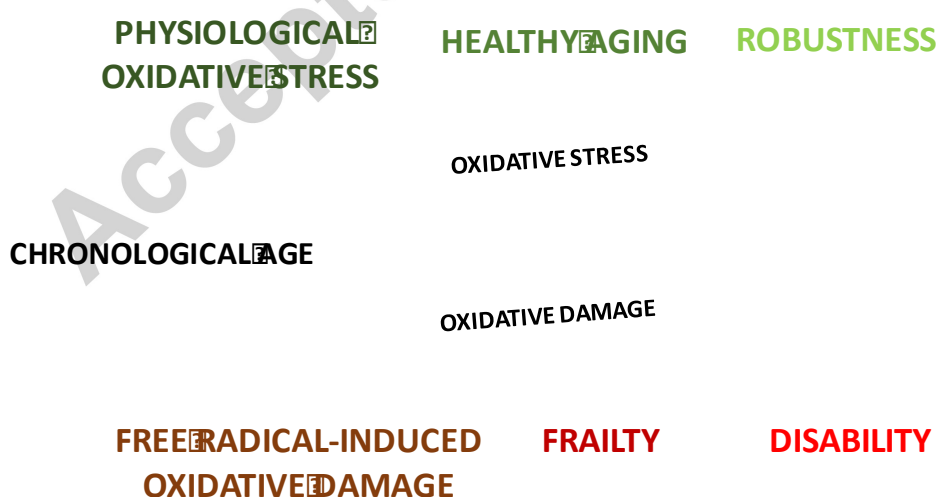 PHYSIOLOGICAL
OXIDATIVE STRESS
HEALTHY AGING
ROBUSTNESS
OXIDATIVE STRESS
CHRONOLOGICAL AGE
OXIDATIVE DAMAGE
FREE RADICAL-INDUCED
OXIDATIVE DAMAGE
FRAILTY
DISABILITY